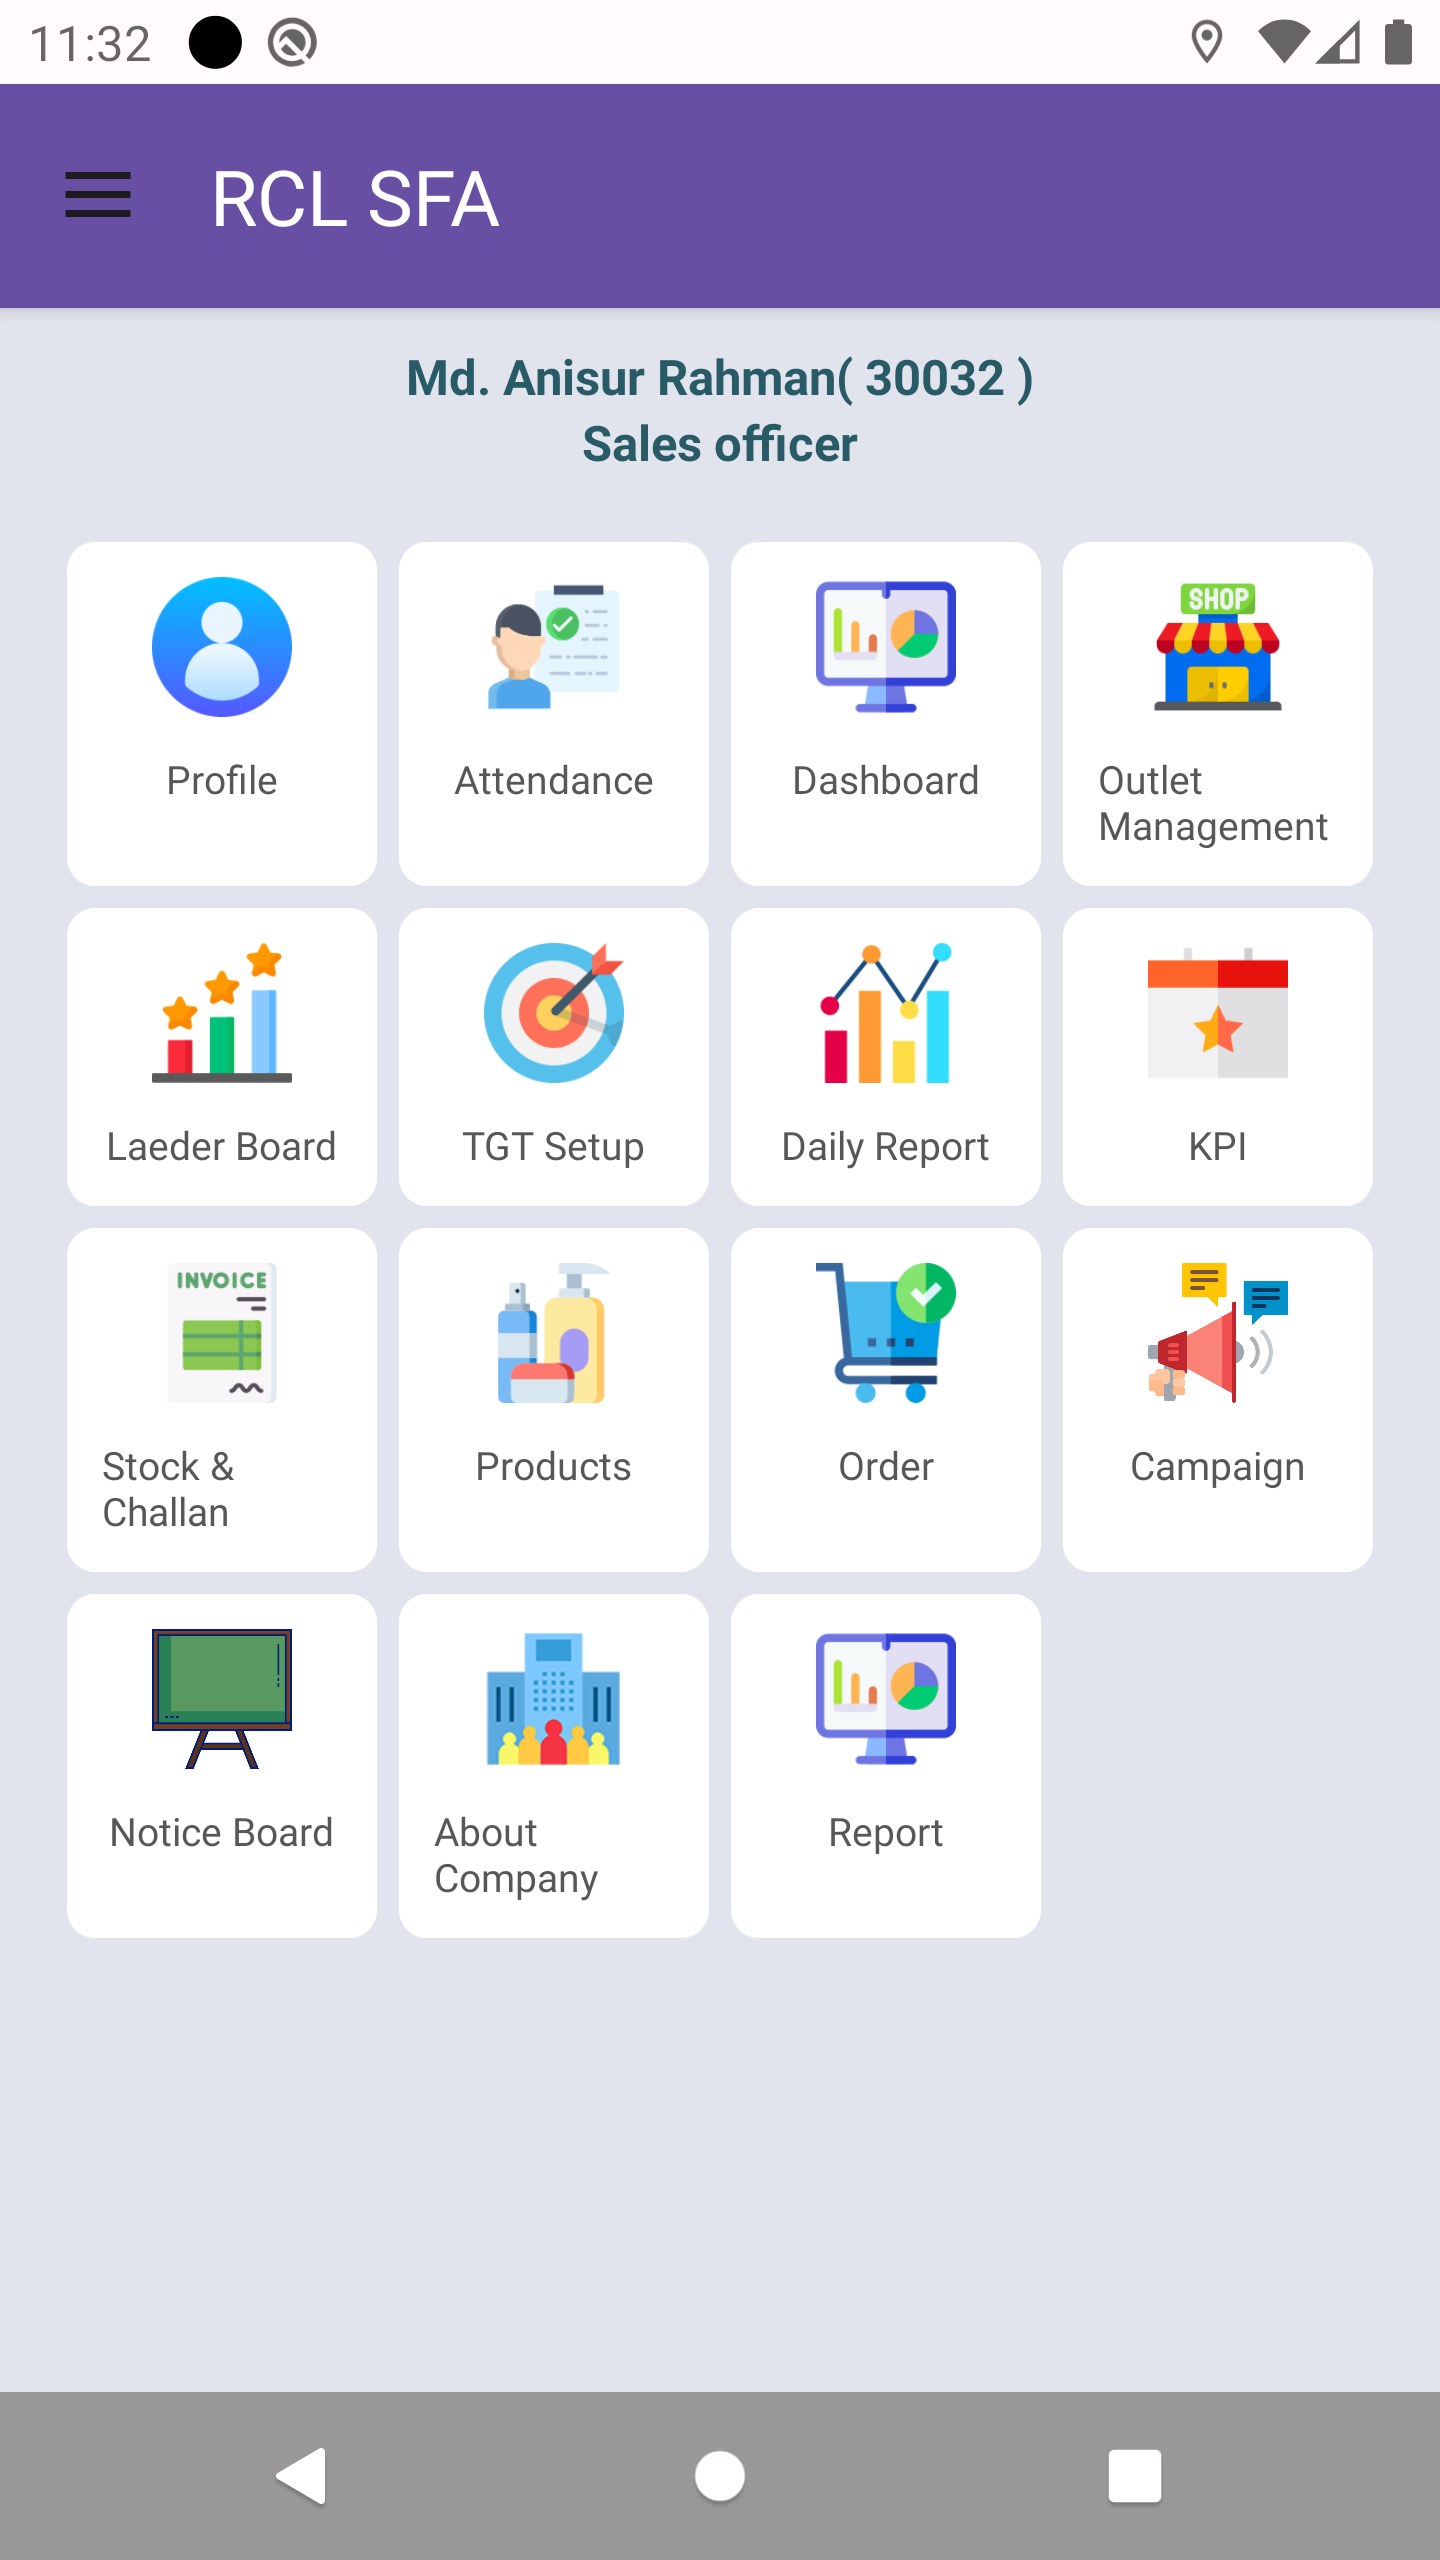 11:32
RCL SFA
Md. Anisur Rahman( 30032 )
Sales officer
SHOP
Profile
Attendance
Dashboard
Outlet
Management
Laeder Board
TGT Setup
Daily Report
KPI
INVOICE
Stock &
Challan
Products
Order
Campaign
Notice Board
About
Company
Report